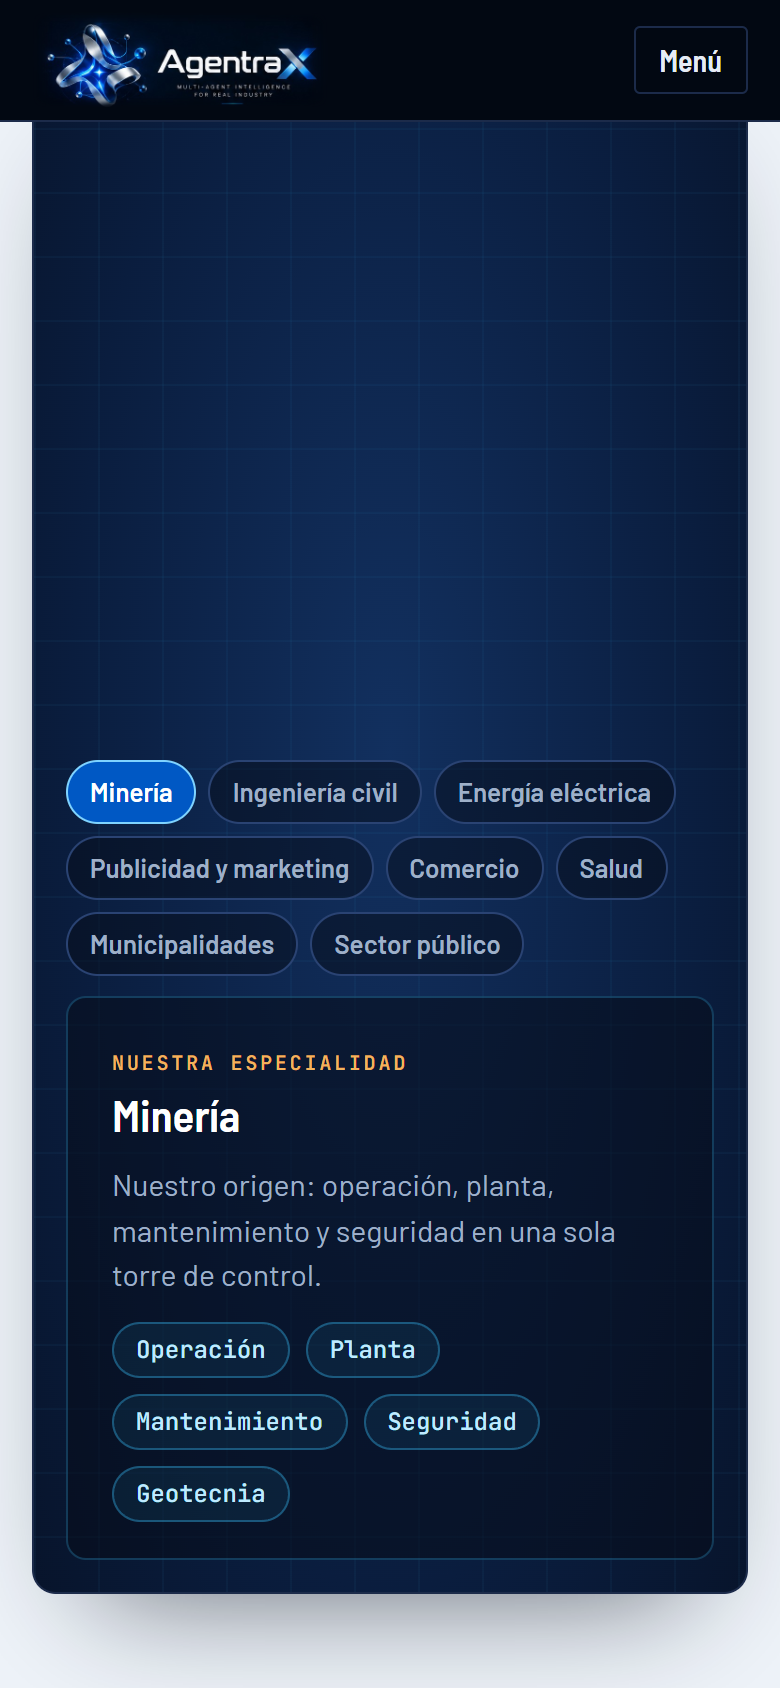 AgentraX
MULTI-AGENT INTELLIGENCE
FOR REAL INDUSTRY
Menú
Minería
Ingeniería civil
Energía eléctrica
Publicidad y marketing
Comercio
Salud
Municipalidades
Sector público
NUESTRA ESPECIALIDAD
Minería
Nuestro origen: operación, planta,
mantenimiento y seguridad en una sola
torre de control.
Operación
Planta
Mantenimiento
Seguridad
Geotecnia